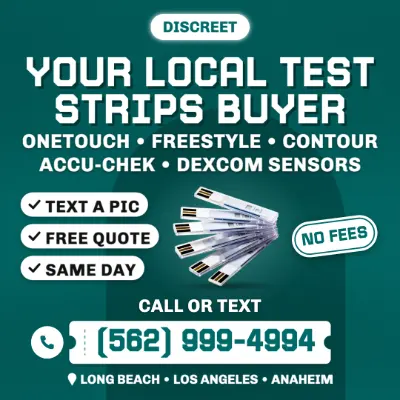 DISCREET
YOUR LOCAL TEST
STRIPS BUYER
ONETOUCH • FREESTYLE • CONTOUR
ACCU-CHEK • DEXCOM SENSORS
✓ TEXT A PIC
✓ FREE QUOTE
✓ SAME DAY
NO FEES
CALL OR TEXT
(562) 999-4994
LONG BEACH • LOS ANGELES • ANAHEIM